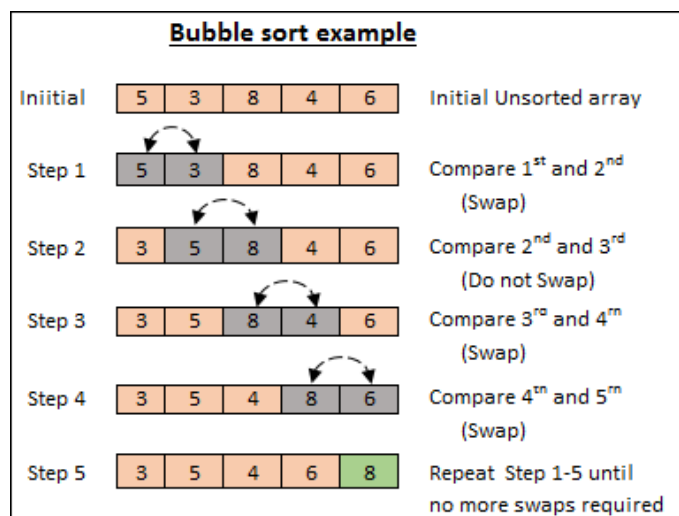 Bubble sort example
Iniitial 5 3 8 4 6 Initial Unsorted array
Step 1 5 3 8 4 6 Compare 1st and 2nd
(Swap)
Step 2 3 5 8 4 6 Compare 2nd and 3rd
(Do not Swap)
Step 3 3 5 8 4 6 Compare 3rd and 4th
(Swap)
Step 4 3 5 4 8 6 Compare 4th and 5th
(Swap)
Step 5 3 5 4 6 8 Repeat Step 1-5 until
no more swaps required